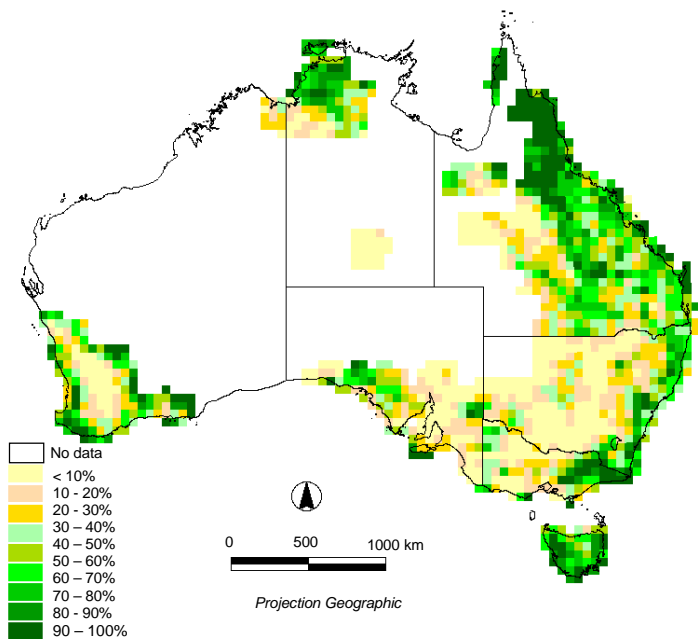 No data
< 10%
10 - 20%
20 - 30%
30 – 40%
40 – 50%
50 – 60%
60 – 70%
70 – 80%
80 - 90%
90 – 100%
0 500 1000 km
Projection Geographic